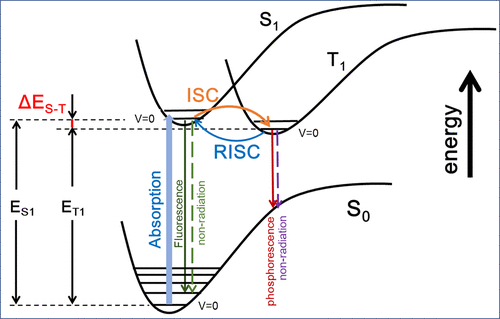 S1
T1
ΔES-T
ISC
V=0
V=0
RISC
energy
ES1
ET1
Absorption
Fluorescence
non-radiation
phosphorescence
non-radiation
S0
V=0